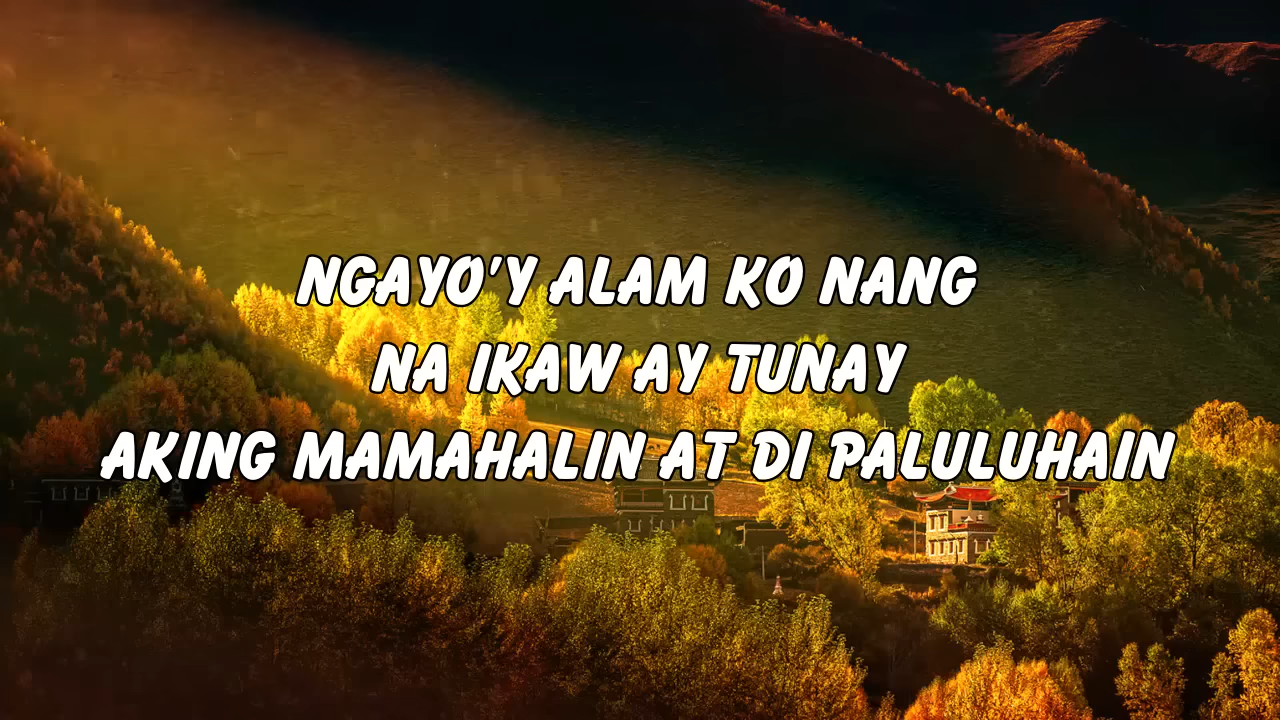 NGAYO'Y ALAM KO NANG
NA IKAW AY TUNAY
AKING MAMAHALIN AT DI PALULUHAIN